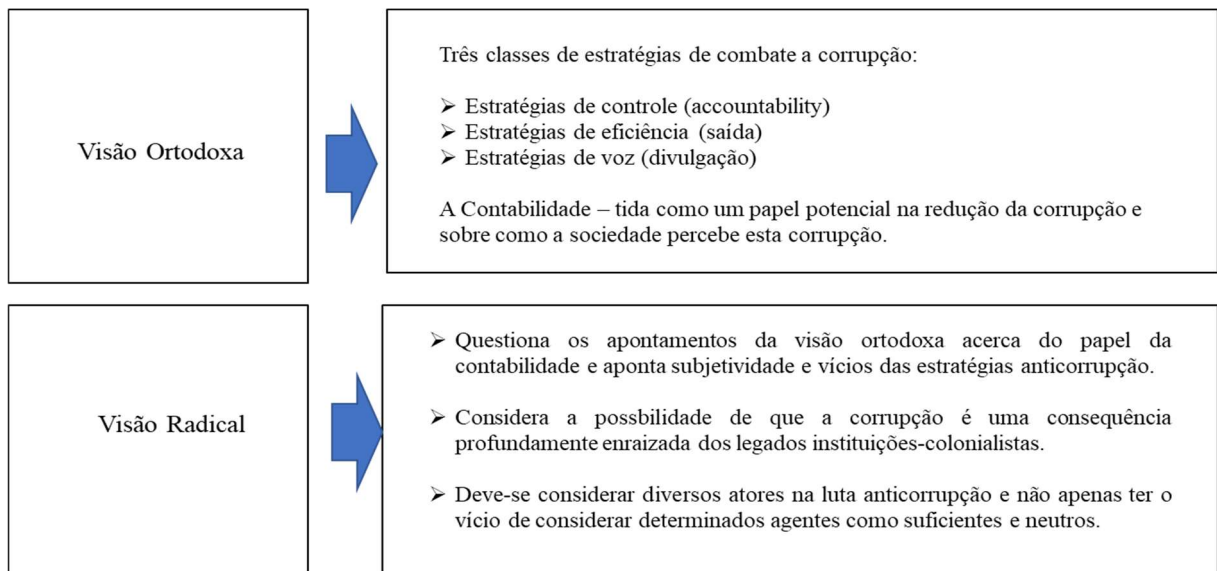 Visão Ortodoxa
Três classes de estratégias de combate a corrupção:
➢ Estratégias de controle (accountability)
➢ Estratégias de eficiência (saída)
➢ Estratégias de voz (divulgação)
A Contabilidade – tida como um papel potencial na redução da corrupção e
sobre como a sociedade percebe esta corrupção.
Visão Radical
➢ Questiona os apontamentos da visão ortodoxa acerca do papel da
contabilidade e aponta subjetividade e vícios das estratégias anticorrupção.
➢ Considera a possbilidade de que a corrupção é uma consequência
profundamente enraizada dos legados instituições-colonialistas.
➢ Deve-se considerar diversos atores na luta anticorrupção e não apenas ter o
vício de considerar determinados agentes como suficientes e neutros.